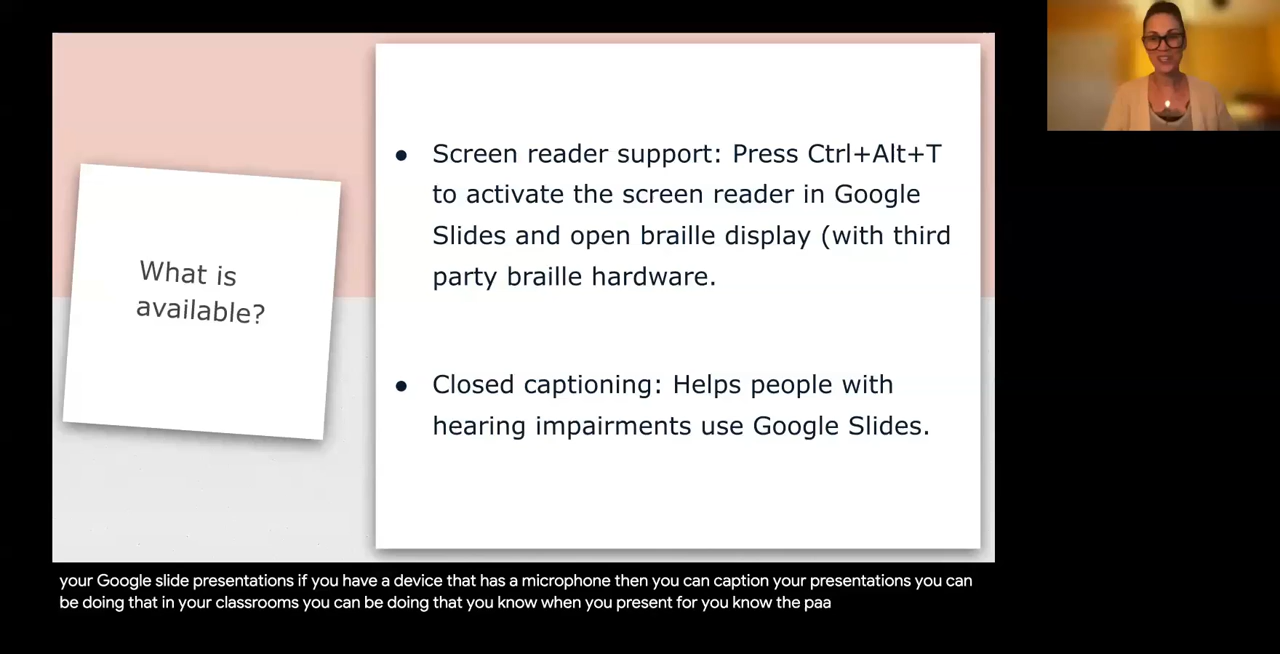 What is
available?
● Screen reader support: Press Ctrl+Alt+T
to activate the screen reader in Google
Slides and open braille display (with third
party braille hardware.
● Closed captioning: Helps people with
hearing impairments use Google Slides.
your Google slide presentations if you have a device that has a microphone then you can caption your presentations you can
be doing that in your classrooms you can be doing that you know when you present for you know the paa